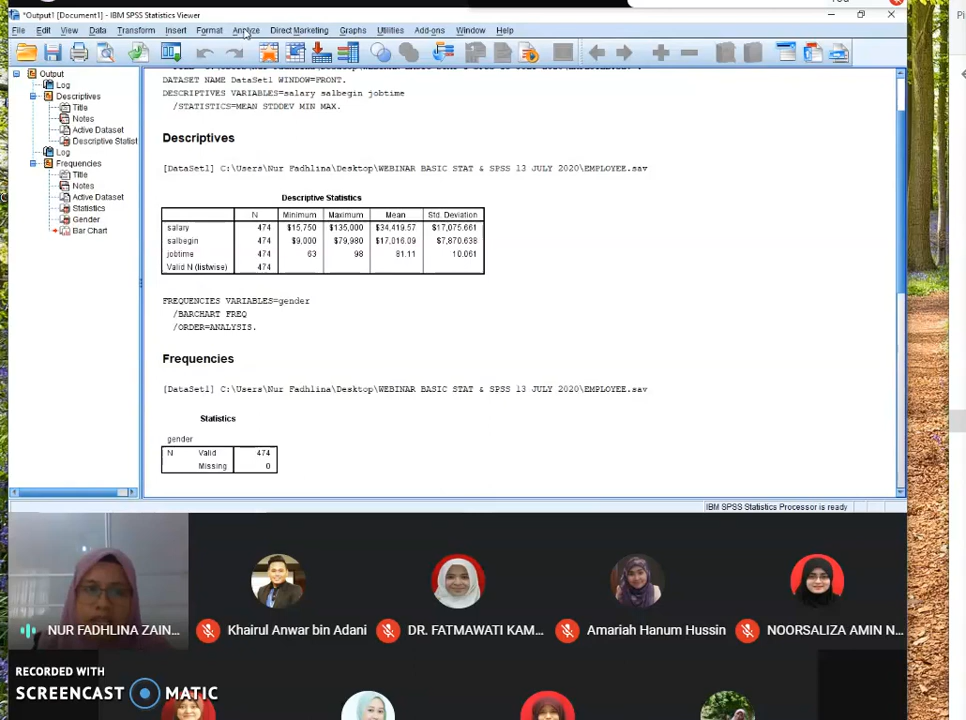 *Output1 [Document1] - IBM SPSS Statistics Viewer
File Edit View Data Transform Insert Format Analyze Direct Marketing Graphs Utilities Add-ons Window Help
Output
Log
Descriptives
Title
Notes
Active Dataset
Descriptive Statist
Log
Frequencies
Title
Notes
Active Dataset
Statistics
Gender
Bar Chart
DATASET NAME DataSet1 WINDOW=FRONT.
DESCRIPTIVES VARIABLES=salary salbegin jobtime
/STATISTICS=MEAN STDDEV MIN MAX.
Descriptives
[DataSet1] C:\Users\Nur Fadhlina\Desktop\WEBINAR BASIC STAT & SPSS 13 JULY 2020\EMPLOYEE.sav
Descriptive Statistics
N Minimum Maximum Mean Std. Deviation
salary 474 $15,750 $135,000 $34,419.57 $17,075.661
salbegin 474 $9,000 $79,980 $17,016.09 $7,870.638
jobtime 474 63 98 81.11 10.061
Valid N (listwise) 474
FREQUENCIES VARIABLES=gender
/BARCHART FREQ
/ORDER=ANALYSIS.
Frequencies
[DataSet1] C:\Users\Nur Fadhlina\Desktop\WEBINAR BASIC STAT & SPSS 13 JULY 2020\EMPLOYEE.sav
Statistics
gender
N Valid 474
Missing 0
IBM SPSS Statistics Processor is ready
NUR FADHLINA ZAIN... Khairul Anwar bin Adani DR. FATMAWATI KAM... Amariah Hanum Hussin NOORSALIZA AMIN N...
RECORDED WITH
SCREENCAST MATIC